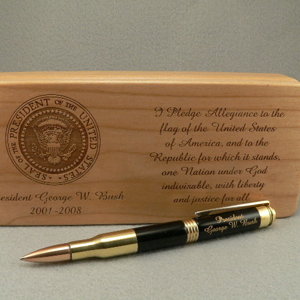 SEAL OF THE PRESIDENT OF THE UNITED STATES
President George W. Bush
2001-2008
I Pledge Allegiance to the
flag of the United States
of America, and to the
Republic for which it stands,
one Nation under God
indivisible, with liberty
and justice for all.
President
George W. Bush